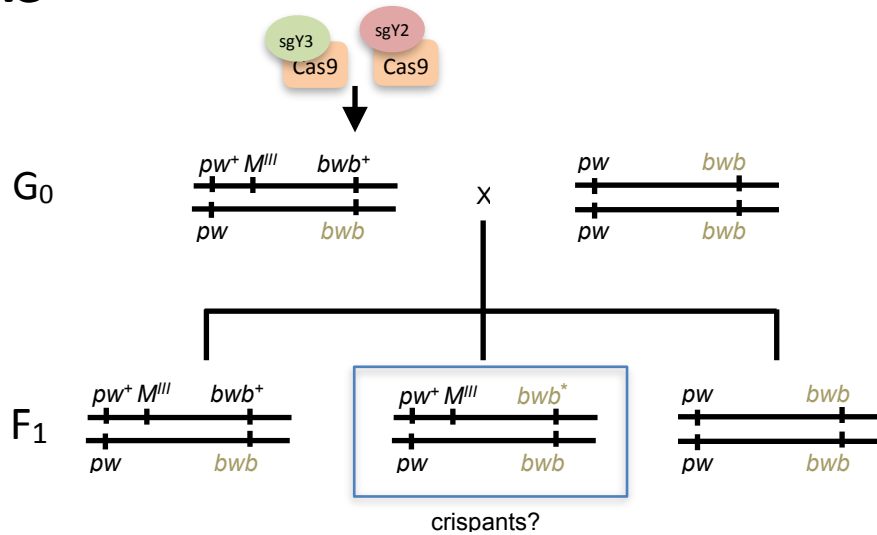 sgY3 sgY2
Cas9 Cas9
pw⁺ Mᴵᴵᴵ bwb⁺ pw bwb
G₀ X
pw bwb pw bwb
pw⁺ Mᴵᴵᴵ bwb⁺ pw⁺ Mᴵᴵᴵ bwb* pw bwb
F₁
pw bwb pw bwb pw bwb
crispants?